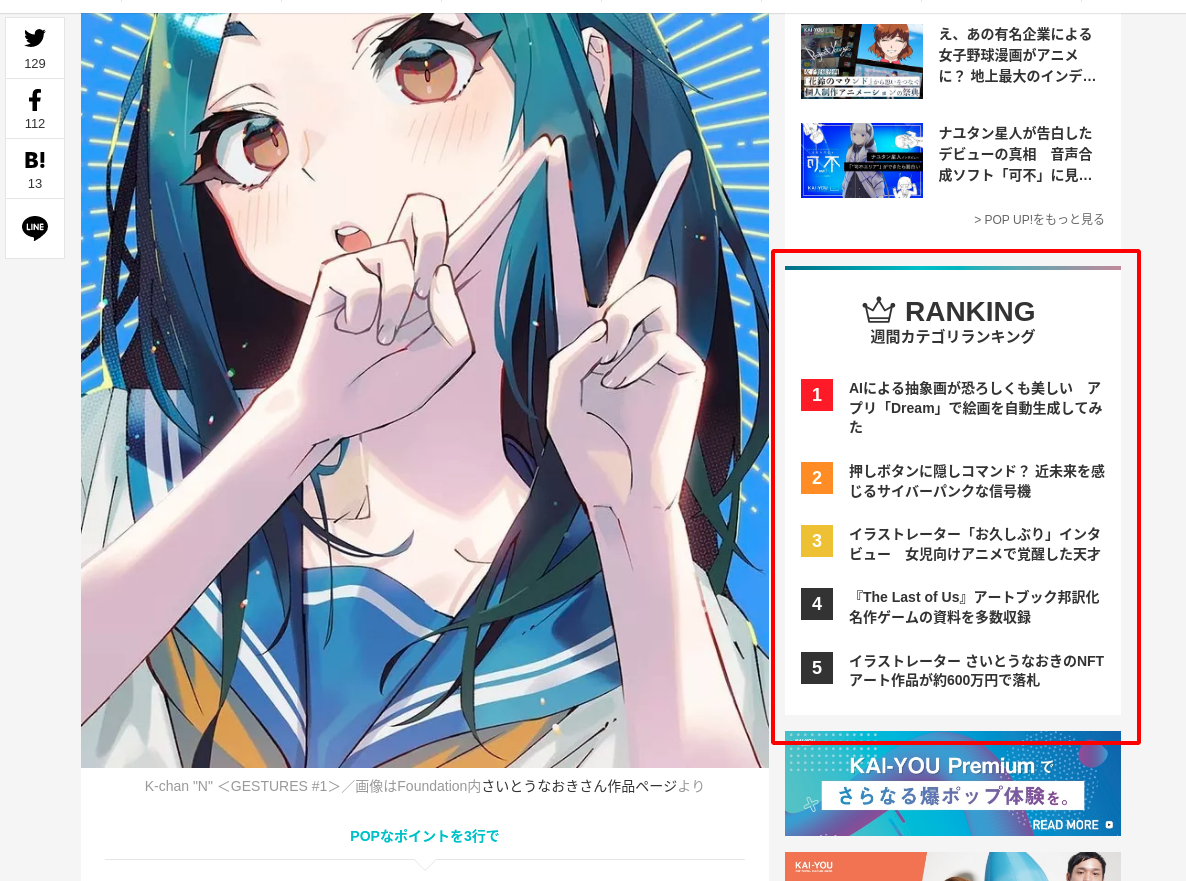 129
112
B!
13
LINE
え、あの有名企業による
女子野球漫画がアニメ
に？ 地上最大のインデ…
ナユタン星人が告白した
デビューの真相　音声合
成ソフト「可不」に見…
> POP UP!をもっと見る
RANKING
週間カテゴリランキング
1
AIによる抽象画が恐ろしくも美しい　ア
プリ「Dream」で絵画を自動生成してみ
た
2
押しボタンに隠しコマンド？ 近未来を感
じるサイバーパンクな信号機
3
イラストレーター「お久しぶり」インタ
ビュー　女児向けアニメで覚醒した天才
4
『The Last of Us』アートブック邦訳化
名作ゲームの資料を多数収録
5
イラストレーター さいとうなおきのNFT
アート作品が約600万円で落札
KAI-YOU Premium で
さらなる爆ポップ体験を。
READ MORE
KAI-YOU
K-chan "N" ＜GESTURES #1＞／画像はFoundation内さいとうなおきさん作品ページより
POPなポイントを3行で